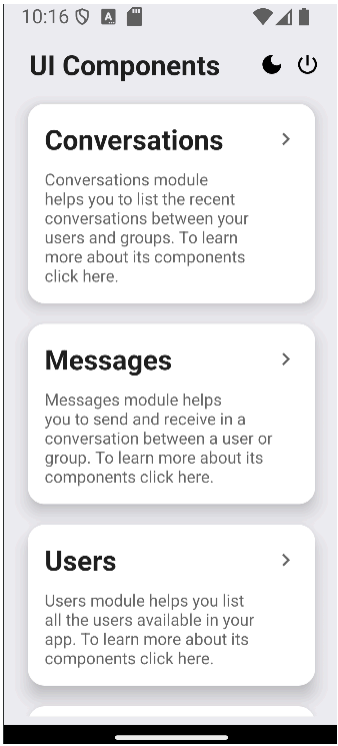 10:16
UI Components
Conversations
Conversations module
helps you to list the recent
conversations between your
users and groups. To learn
more about its components
click here.
Messages
Messages module helps
you to send and receive in a
conversation between a user or
group. To learn more about its
components click here.
Users
Users module helps you list
all the users available in your
app. To learn more about its
components click here.